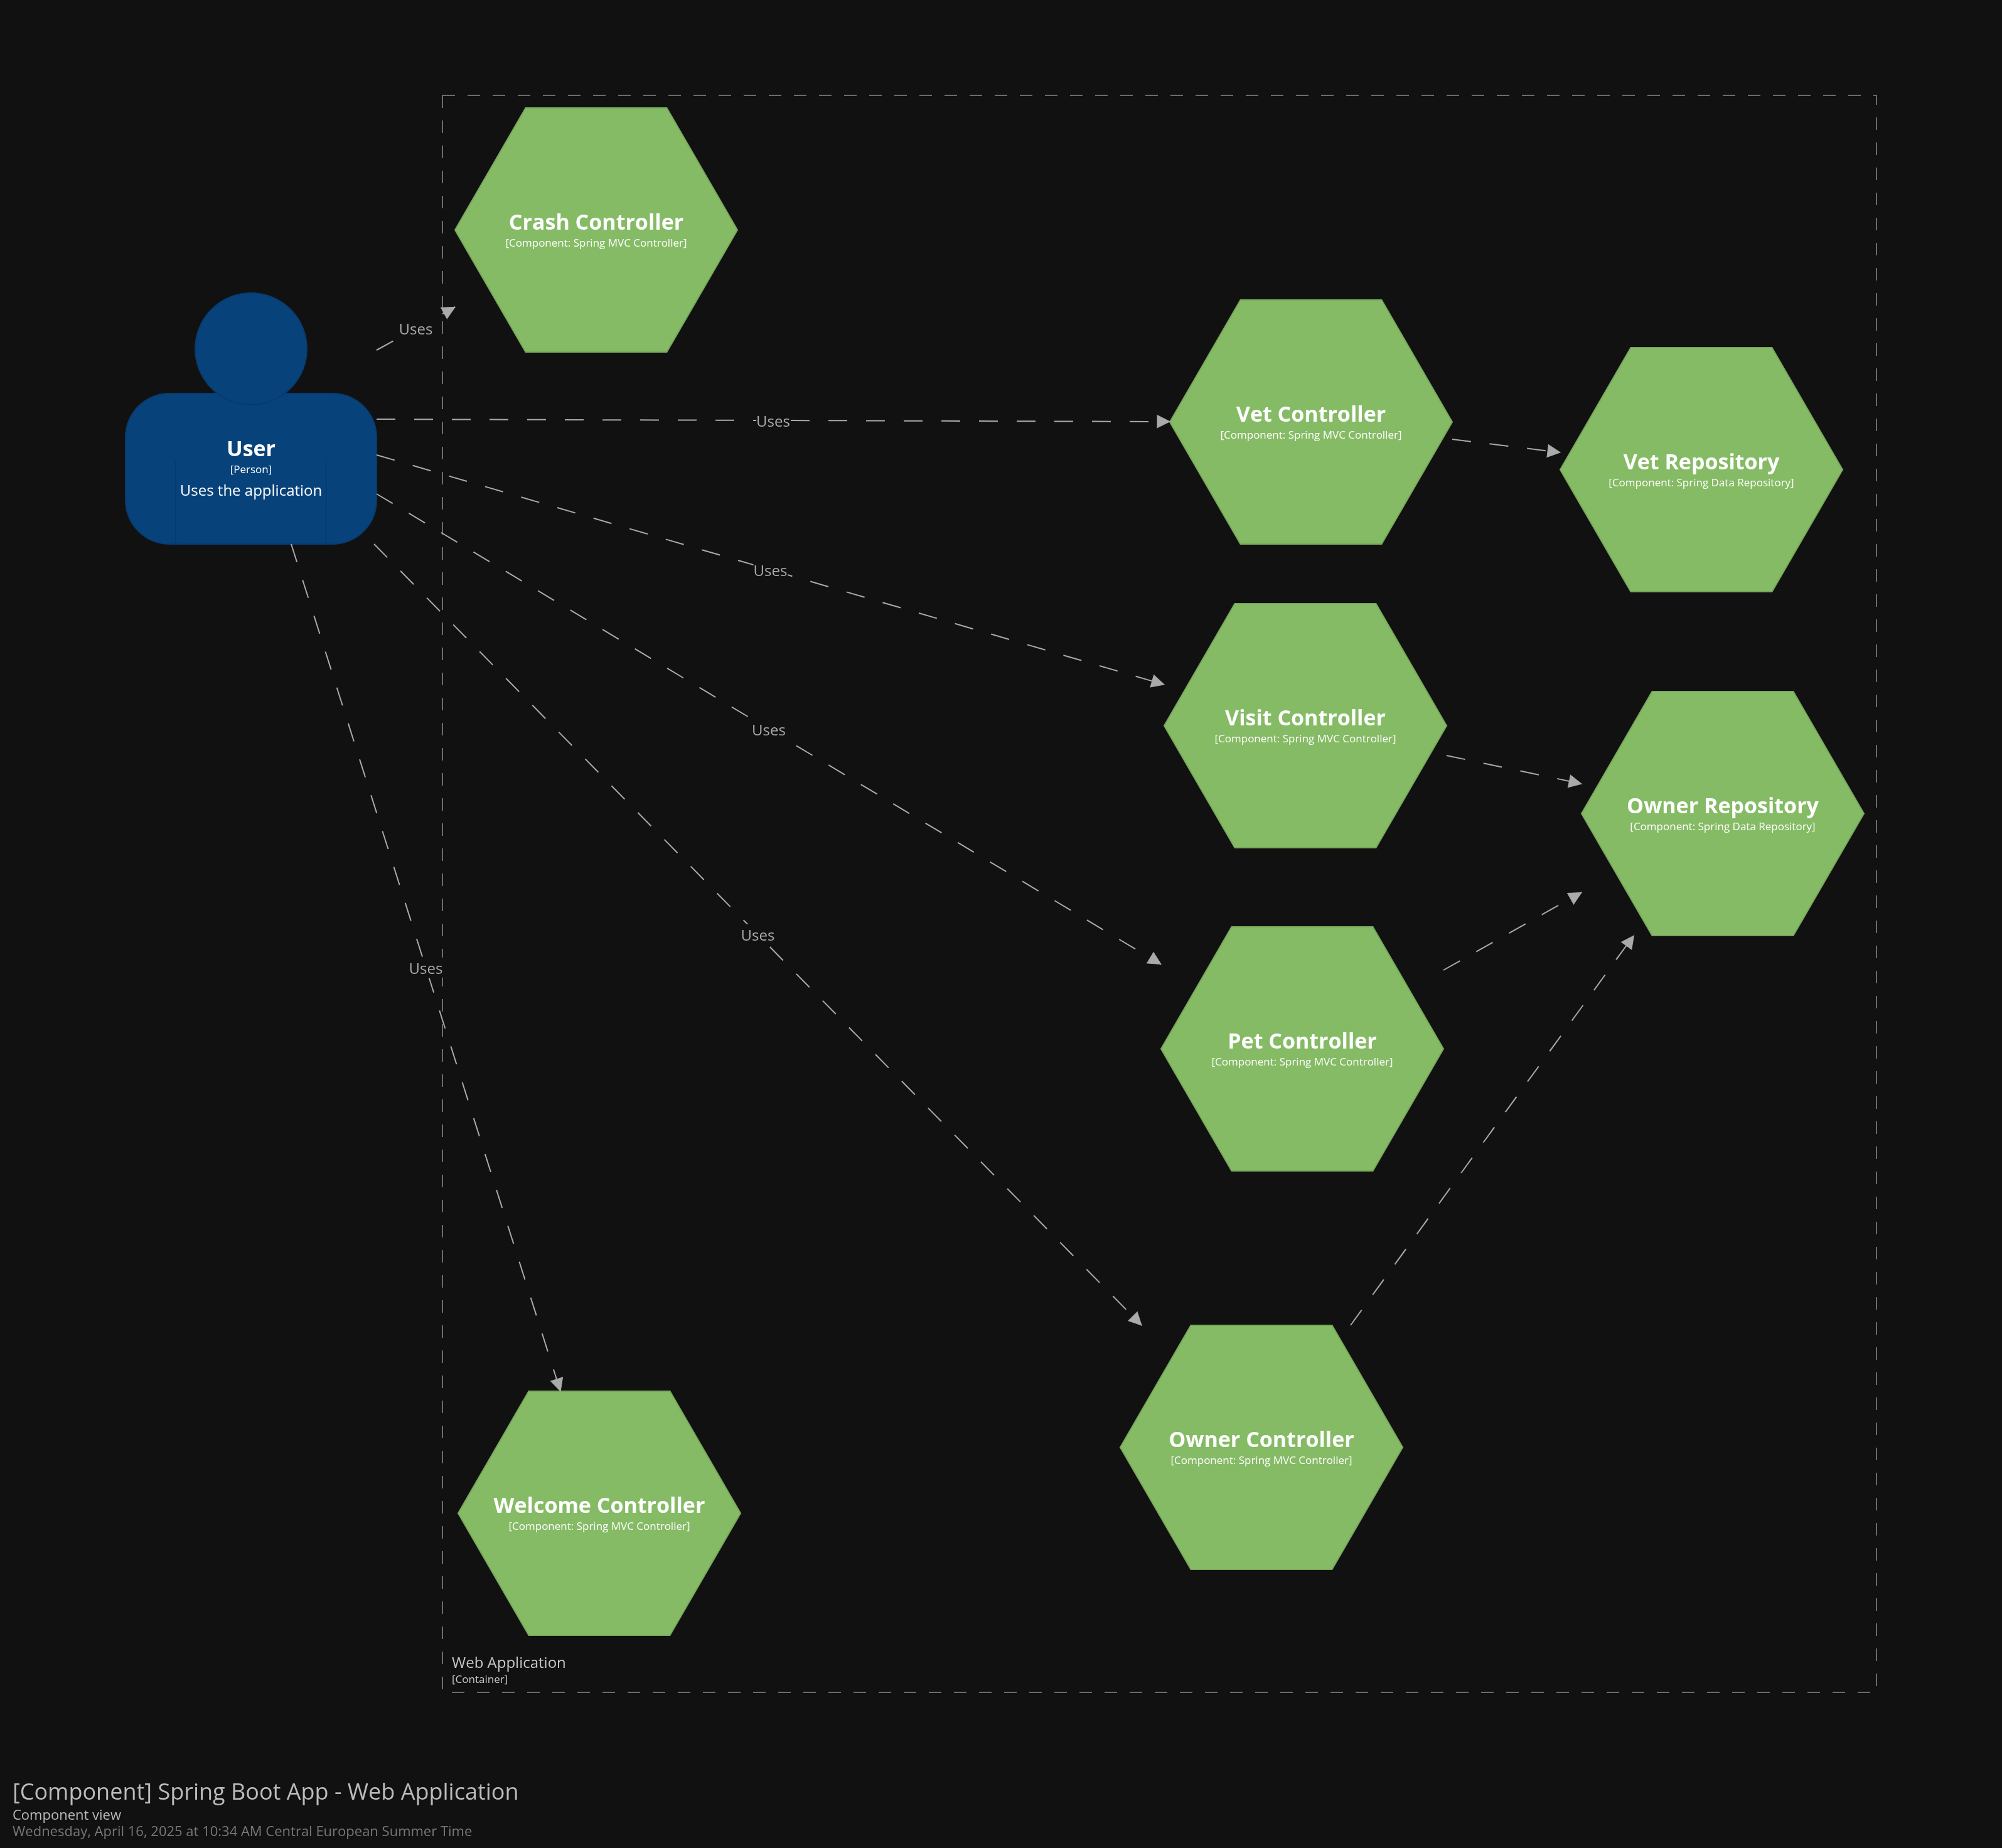 Crash Controller
[Component: Spring MVC Controller]
Uses
User
[Person]
Uses the application
Uses
Vet Controller
[Component: Spring MVC Controller]
Vet Repository
[Component: Spring Data Repository]
Uses
Visit Controller
[Component: Spring MVC Controller]
Uses
Owner Repository
[Component: Spring Data Repository]
Uses
Uses
Pet Controller
[Component: Spring MVC Controller]
Owner Controller
[Component: Spring MVC Controller]
Welcome Controller
[Component: Spring MVC Controller]
Web Application
[Container]
[Component] Spring Boot App - Web Application
Component view
Wednesday, April 16, 2025 at 10:34 AM Central European Summer Time